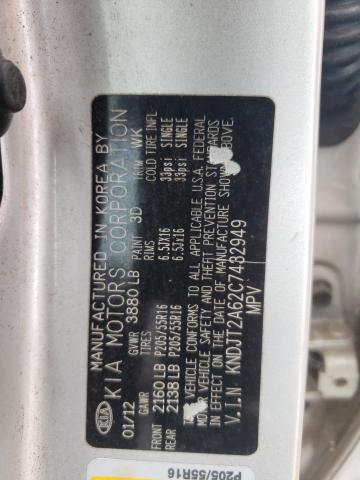 KIA
MANUFACTURED IN KOREA BY
KIA MOTORS CORPORATION
01/12 GVWR 3880 LB PAINT 3D TRIM WK
GAWR TIRES RIMS COLD TIRE INFL
FRONT 2160 LB P205/55R16 6.5JX16 33psi SINGLE
REAR 2138 LB P205/55R16 6.5JX16 33psi SINGLE
THIS VEHICLE CONFORMS TO ALL APPLICABLE U.S.A. FEDERAL
MOTOR VEHICLE SAFETY AND THEFT PREVENTION STANDARDS
IN EFFECT ON THE DATE OF MANUFACTURE SHOWN ABOVE.
V.I.N KNDJT2A62C7432949
MPV
P205/55R16